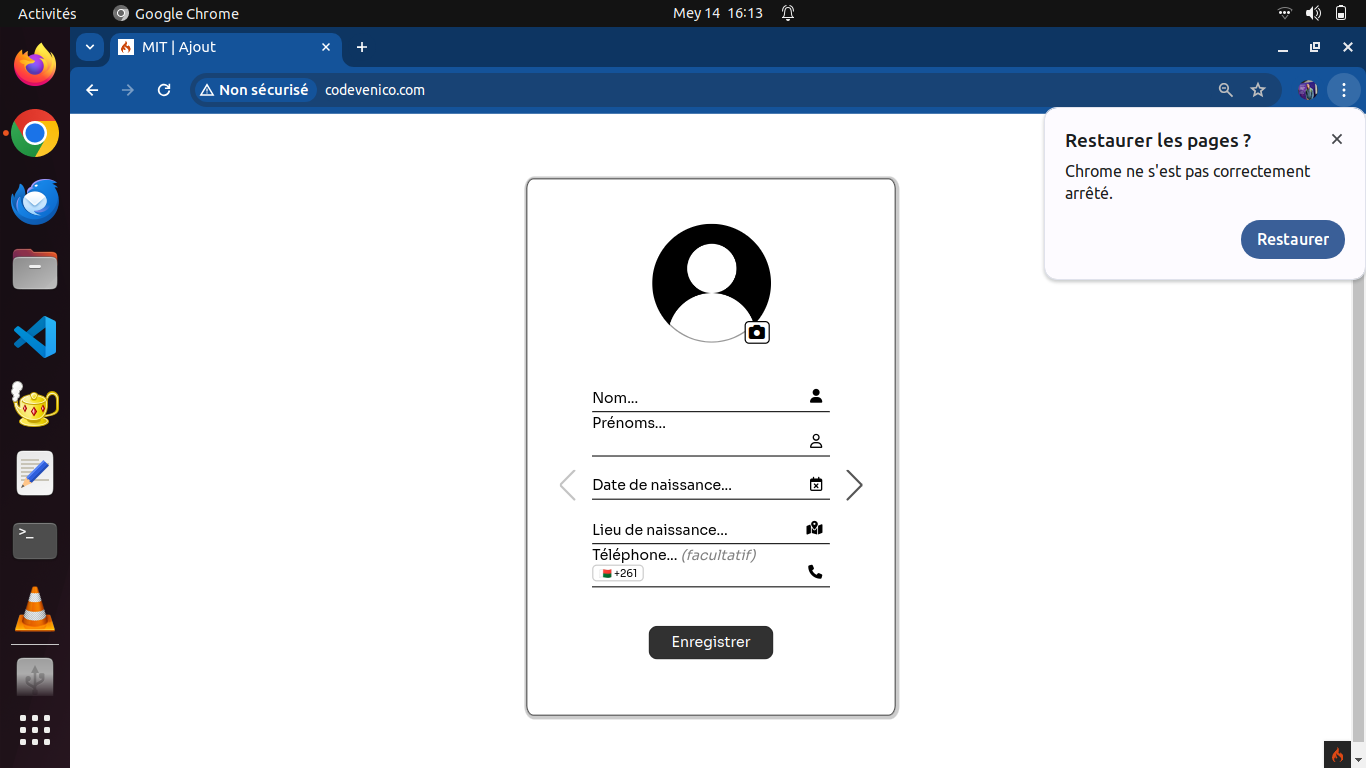 Activités
Google Chrome
Mey 14 16:13
MIT | Ajout
Non sécurisé
codevenico.com
Restaurer les pages ?
Chrome ne s'est pas correctement
arrêté.
Restaurer
Nom...
Prénoms...
Date de naissance...
Lieu de naissance...
Téléphone... (facultatif)
+261
Enregistrer
>_